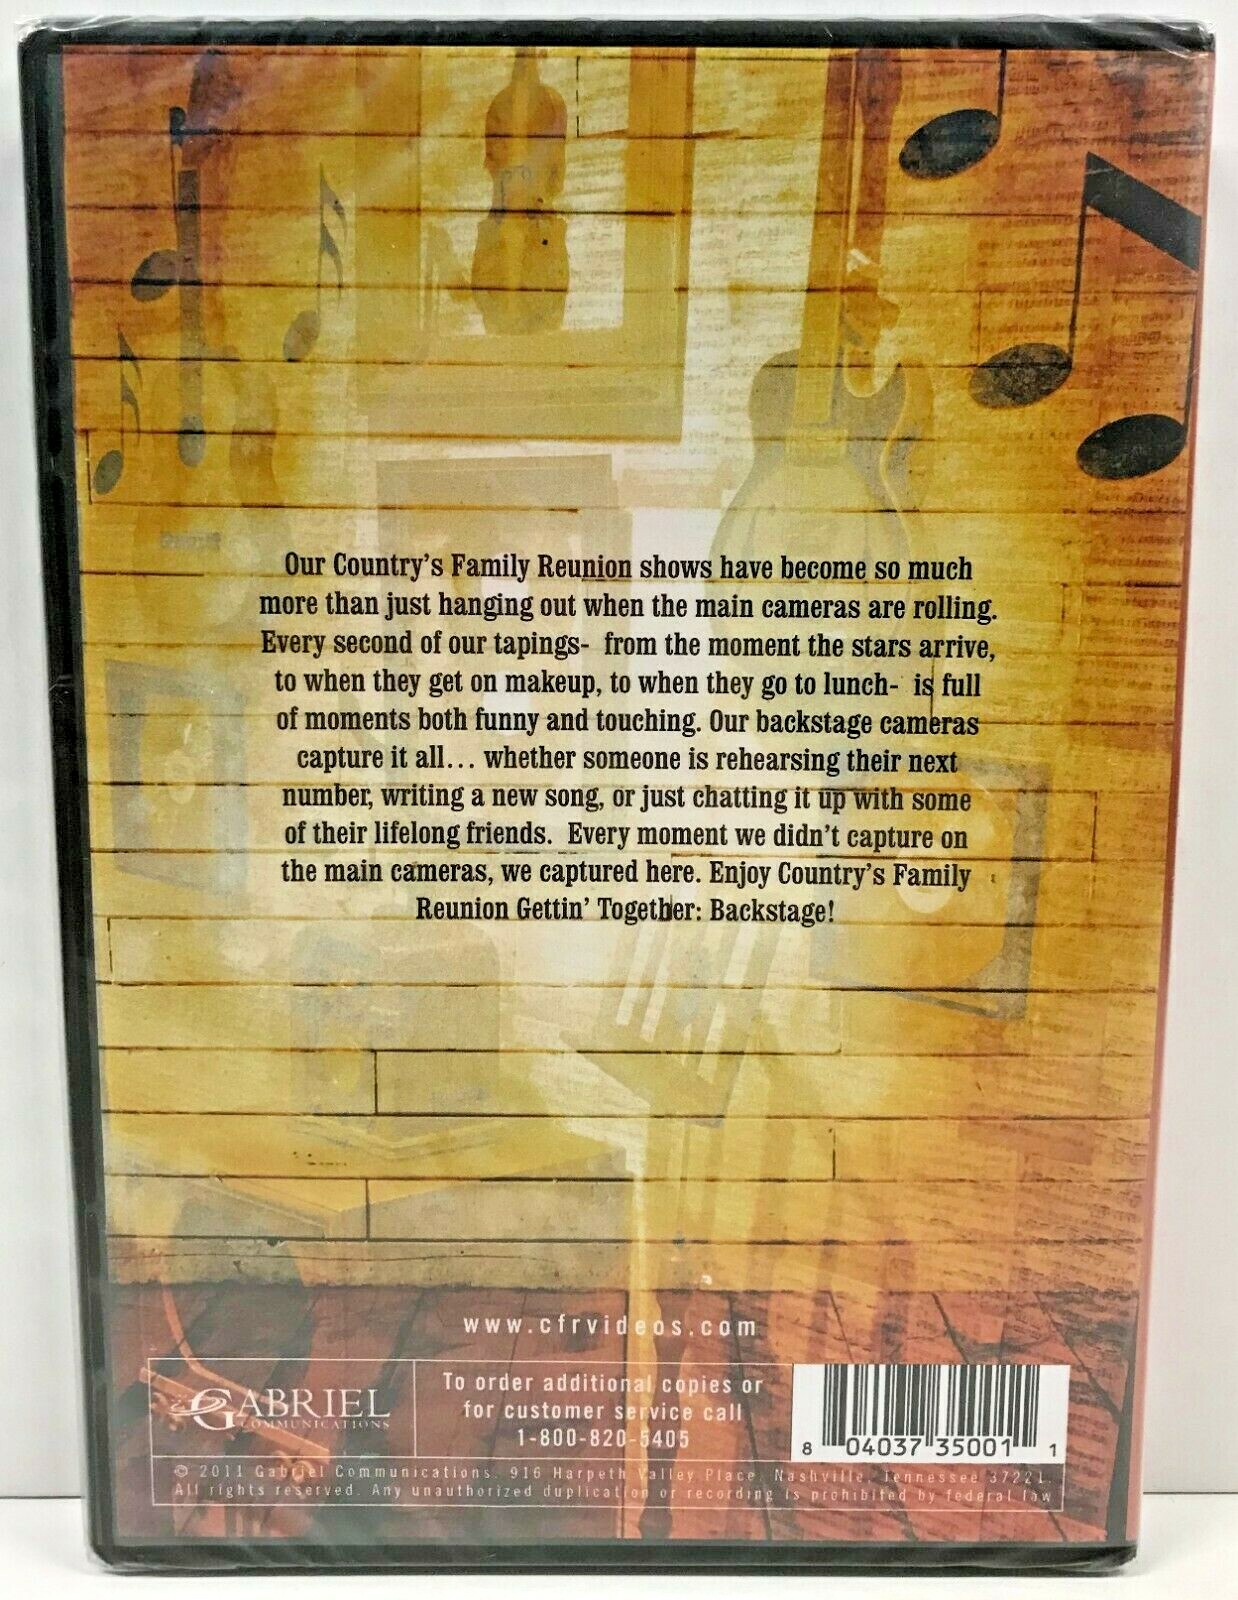 Our Country's Family Reunion shows have become so much
more than just hanging out when the main cameras are rolling.
Every second of our tapings-  from the moment the stars arrive,
to when they get on makeup, to when they go to lunch-  is full
of moments both funny and touching. Our backstage cameras
capture it all... whether someone is rehearsing their next
number, writing a new song, or just chatting it up with some
of their lifelong friends.  Every moment we didn't capture on
the main cameras, we captured here. Enjoy Country's Family
Reunion Gettin' Together: Backstage!
www.cfrvideos.com
GABRIEL
COMMUNICATIONS
To order additional copies or
for customer service call
1-800-820-5405
8 04037 35001 1
© 2011 Gabriel Communications. 916 Harpeth Valley Place, Nashville, Tennessee 37221.
All rights reserved. Any unauthorized duplication or recording is prohibited by federal law